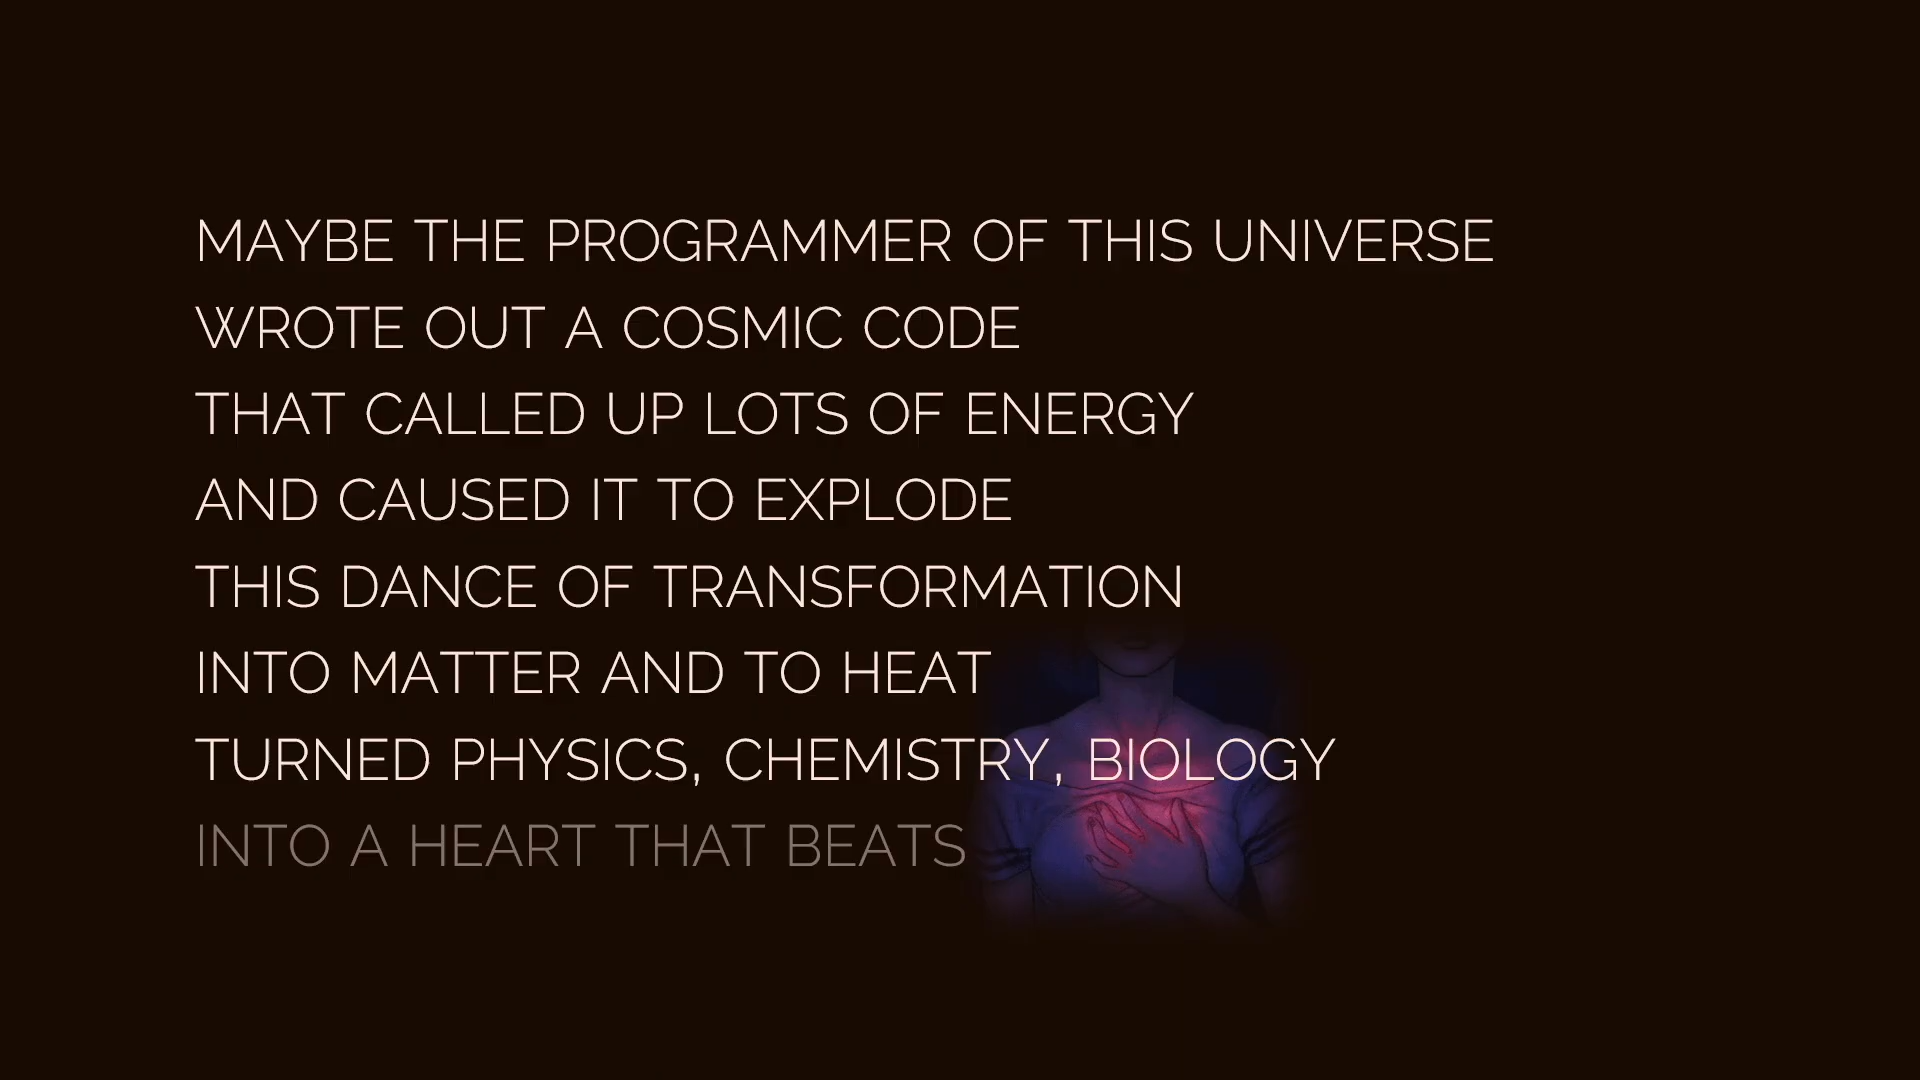 MAYBE THE PROGRAMMER OF THIS UNIVERSE
WROTE OUT A COSMIC CODE
THAT CALLED UP LOTS OF ENERGY
AND CAUSED IT TO EXPLODE
THIS DANCE OF TRANSFORMATION
INTO MATTER AND TO HEAT
TURNED PHYSICS, CHEMISTRY, BIOLOGY
INTO A HEART THAT BEATS